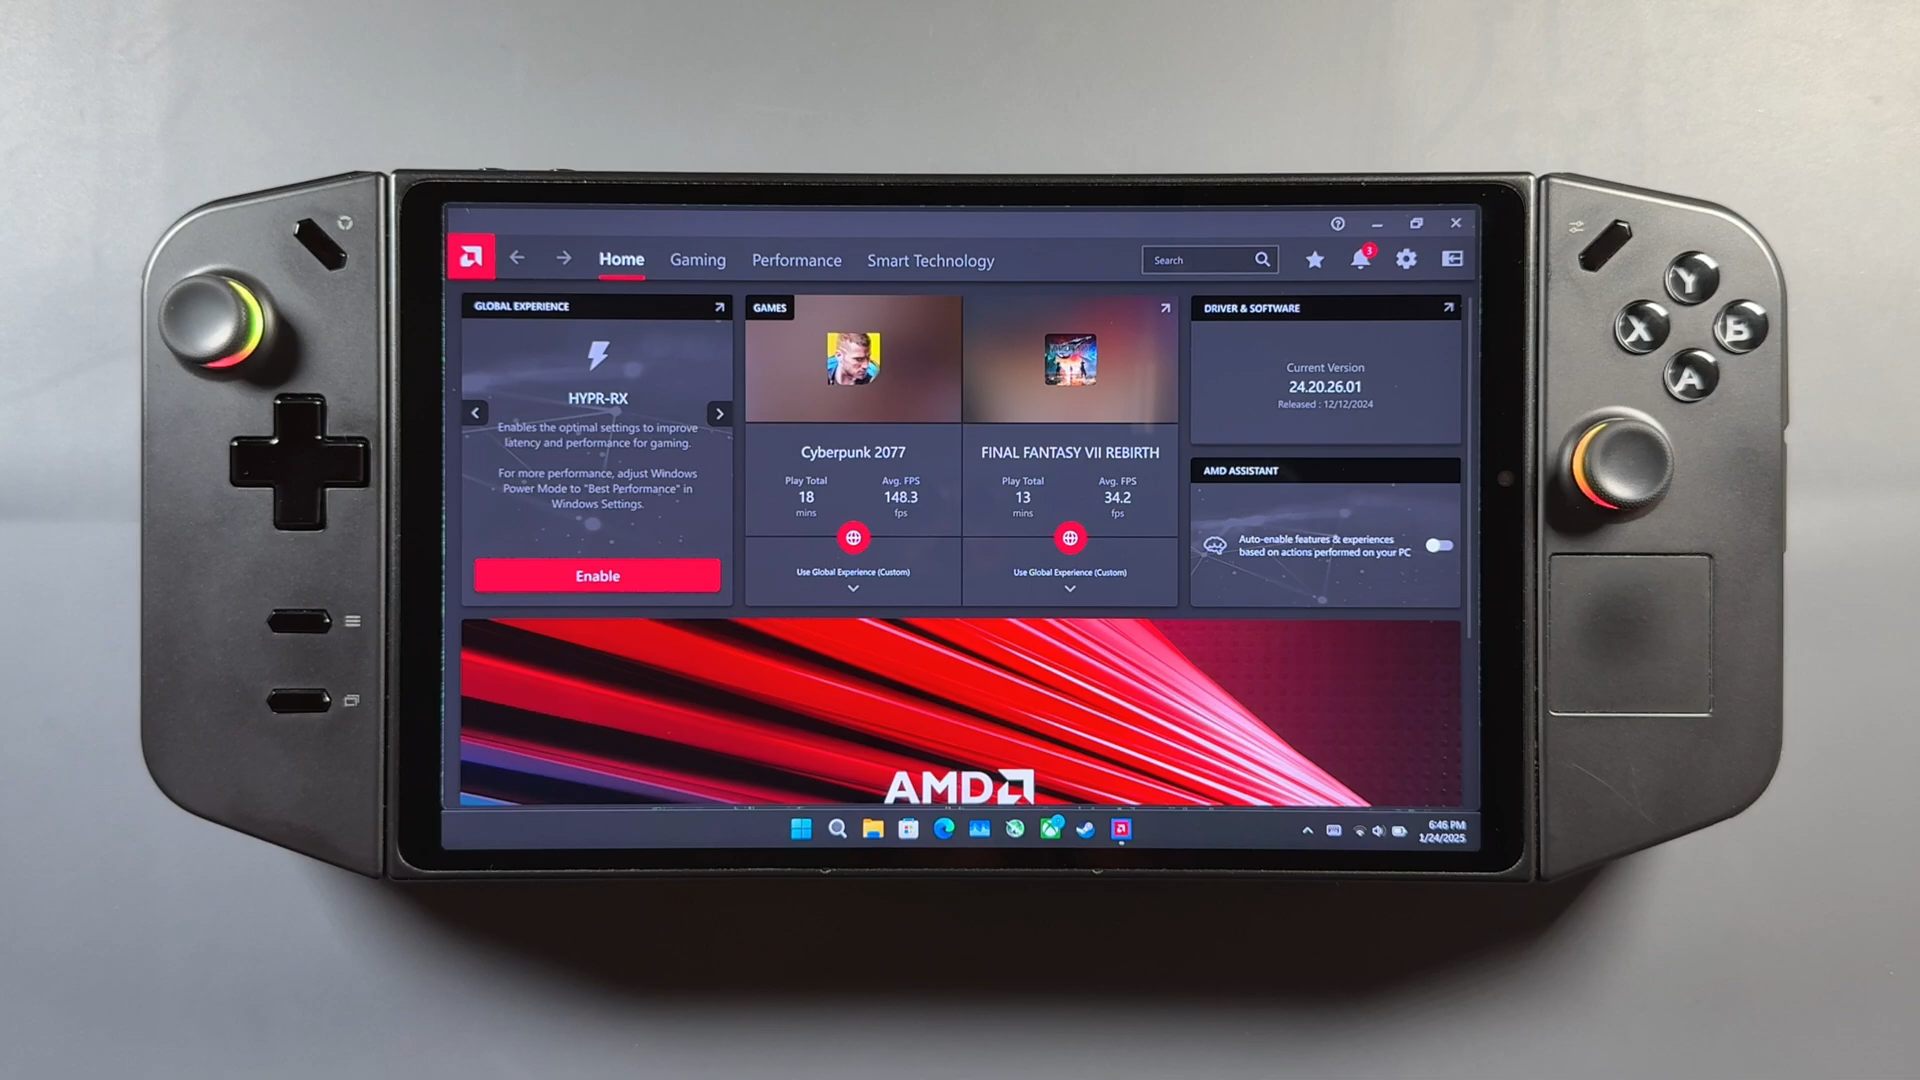 Home
Gaming
Performance
Smart Technology
Search
3
GLOBAL EXPERIENCE
HYPR-RX
Enables the optimal settings to improve
latency and performance for gaming.
For more performance, adjust Windows
Power Mode to "Best Performance" in
Windows Settings.
Enable
GAMES
Cyberpunk 2077
Play Total
18
mins
Avg. FPS
148.3
fps
Use Global Experience (Custom)
FINAL FANTASY VII REBIRTH
Play Total
13
mins
Avg. FPS
34.2
fps
Use Global Experience (Custom)
DRIVER & SOFTWARE
Current Version
24.20.26.01
Released : 12/12/2024
AMD ASSISTANT
Auto-enable features & experiences
based on actions performed on your PC
AMD
6:46 PM
1/24/2025
Y
X
B
A